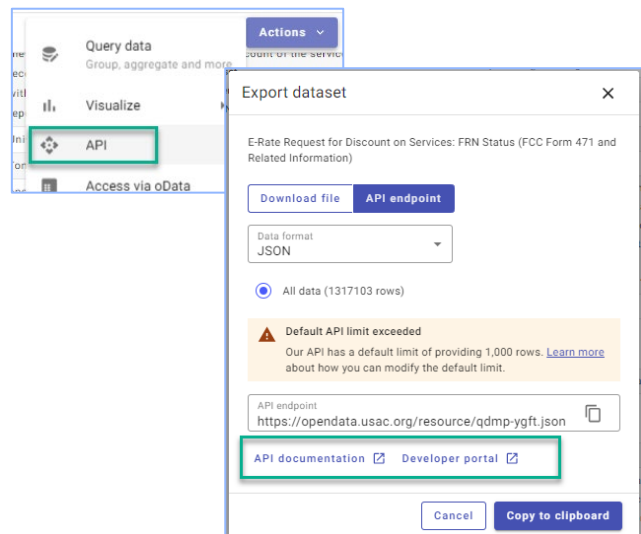 Actions
Query data
Group, aggregate and more
count of the service
Visualize
API
Access via oData
Export dataset
E-Rate Request for Discount on Services: FRN Status (FCC Form 471 and
Related Information)
Download file
API endpoint
Data format
JSON
All data (1317103 rows)
Default API limit exceeded
Our API has a default limit of providing 1,000 rows. Learn more
about how you can modify the default limit.
API endpoint
https://opendata.usac.org/resource/qdmp-ygft.json
API documentation
Developer portal
Cancel
Copy to clipboard